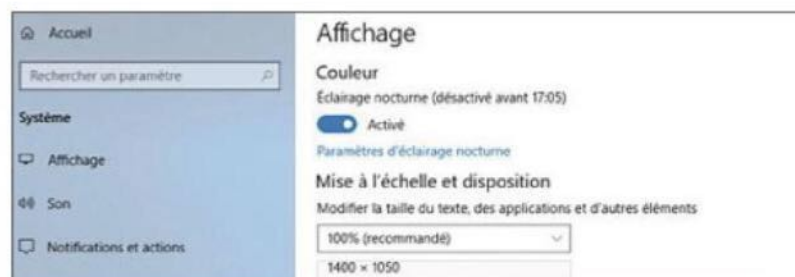 Accueil
Rechercher un paramètre
Système
Affichage
Son
Notifications et actions
Affichage
Couleur
Éclairage nocturne (désactivé avant 17:05)
Activé
Paramètres d'éclairage nocturne
Mise à l'échelle et disposition
Modifier la taille du texte, des applications et d'autres éléments
100% (recommandé)
1400 × 1050